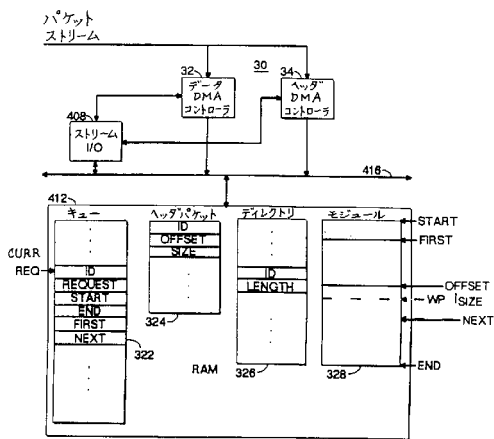 パケット
ストリーム
32
データ
DMA
コントローラ
30
34
ヘッダ
DMA
コントローラ
408
ストリーム
I/O
416
412
キュー
ヘッダパケット
ディレクトリ
モジュール
ID
OFFSET
SIZE
324
CURR
REQ
ID
REQUEST
START
END
FIRST
NEXT
322
ID
LENGTH
326
RAM
328
START
FIRST
OFFSET
WP
SIZE
NEXT
END